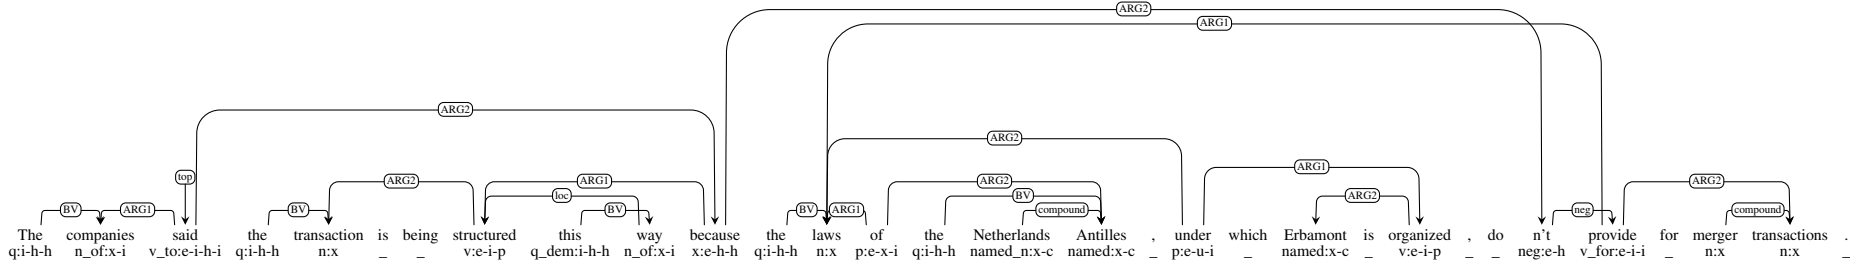 ARG2
ARG1
ARG2
ARG2
ARG1
top ARG2 ARG1 ARG2 ARG2
loc BV ARG2
BV ARG1 BV BV BV ARG1 compound neg compound
The companies said the transaction is being structured this way because the laws of the Netherlands Antilles , under which Erbamont is organized , do n't provide for merger transactions .
q:i-h-h n_of:x-i v_to:e-i-h-i q:i-h-h n:x _ _ v:e-i-p q_dem:i-h-h n_of:x-i x:e-h-h q:i-h-h n:x p:e-x-i q:i-h-h named_n:x-c named:x-c _ p:e-u-i _ named:x-c _ v:e-i-p _ _ neg:e-h v_for:e-i-i _ n:x n:x _